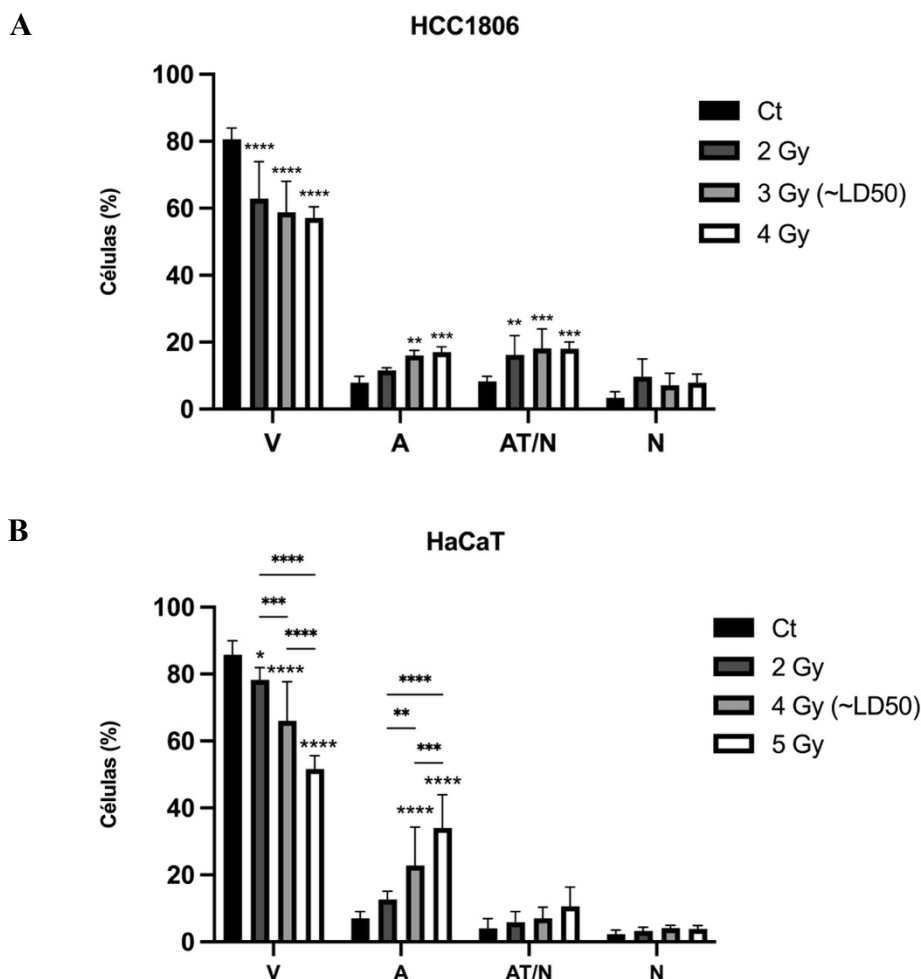 A
HCC1806
100
80
60
40
20
0
Células (%)
**** **** ****
** ***
** *** ***
V A AT/N N
Ct
2 Gy
3 Gy (~LD50)
4 Gy
B
HaCaT
100
80
60
40
20
0
Células (%)
****
***
****
* **** ****
****
**
***
**** ****
V A AT/N N
Ct
2 Gy
4 Gy (~LD50)
5 Gy